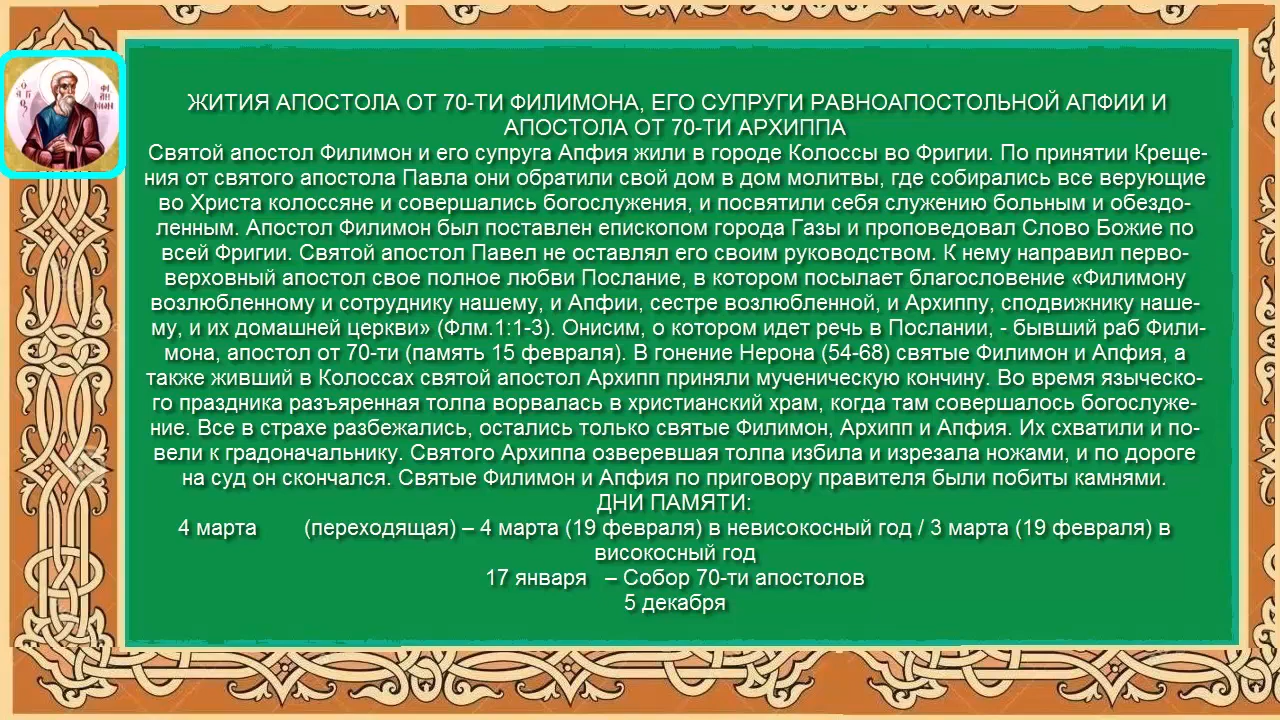 ЖИТИЯ АПОСТОЛА ОТ 70-ТИ ФИЛИМОНА, ЕГО СУПРУГИ РАВНОАПОСТОЛЬНОЙ АПФИИ И
АПОСТОЛА ОТ 70-ТИ АРХИППА
Святой апостол Филимон и его супруга Апфия жили в городе Колоссы во Фригии. По принятии Креще-
ния от святого апостола Павла они обратили свой дом в дом молитвы, где собирались все верующие
во Христа колоссяне и совершались богослужения, и посвятили себя служению больным и обездо-
ленным. Апостол Филимон был поставлен епископом города Газы и проповедовал Слово Божие по
всей Фригии. Святой апостол Павел не оставлял его своим руководством. К нему направил перво-
верховный апостол свое полное любви Послание, в котором посылает благословение «Филимону
возлюбленному и сотруднику нашему, и Апфии, сестре возлюбленной, и Архиппу, сподвижнику наше-
му, и их домашней церкви» (Флм.1:1-3). Онисим, о котором идет речь в Послании, - бывший раб Фили-
мона, апостол от 70-ти (память 15 февраля). В гонение Нерона (54-68) святые Филимон и Апфия, а
также живший в Колоссах святой апостол Архипп приняли мученическую кончину. Во время языческо-
го праздника разъяренная толпа ворвалась в христианский храм, когда там совершалось богослуже-
ние. Все в страхе разбежались, остались только святые Филимон, Архипп и Апфия. Их схватили и по-
вели к градоначальнику. Святого Архиппа озверевшая толпа избила и изрезала ножами, и по дороге
на суд он скончался. Святые Филимон и Апфия по приговору правителя были побиты камнями.
ДНИ ПАМЯТИ:
4 марта (переходящая) – 4 марта (19 февраля) в невисокосный год / 3 марта (19 февраля) в
високосный год
17 января – Собор 70-ти апостолов
5 декабря